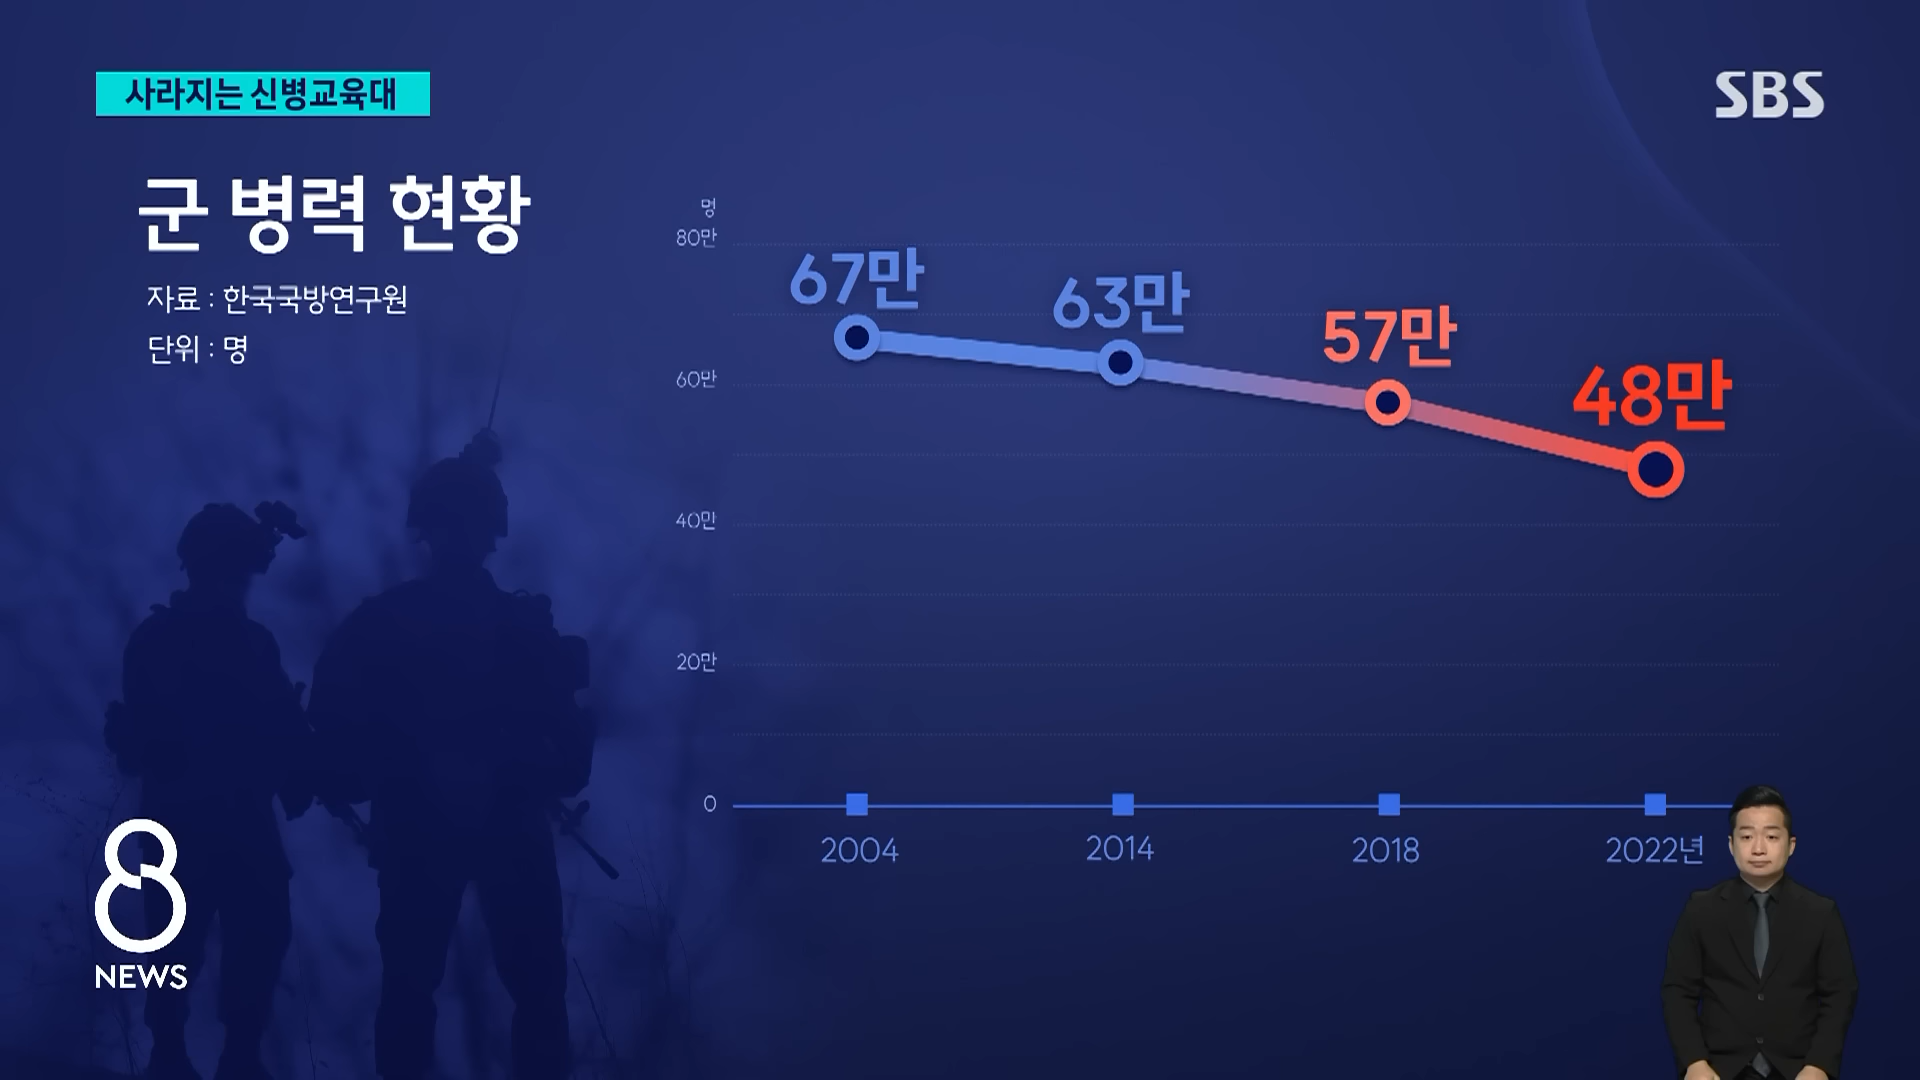 사라지는 신병교육대
SBS
군 병력 현황
자료 : 한국국방연구원
단위 : 명
명
80만
60만
40만
20만
0
67만
63만
57만
48만
2004
2014
2018
2022년
8
NEWS